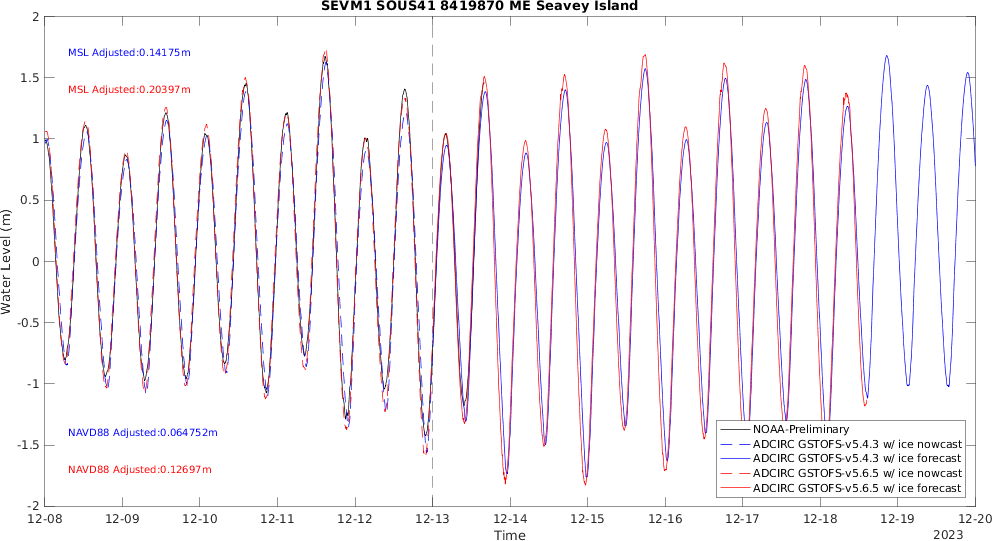 SEVM1 SOUS41 8419870 ME Seavey Island
2
1.5
1
0.5
0
-0.5
-1
-1.5
-2
Water Level (m)
MSL Adjusted:0.14175m
MSL Adjusted:0.20397m
NAVD88 Adjusted:0.064752m
NAVD88 Adjusted:0.12697m
NOAA-Preliminary
ADCIRC GSTOFS-v5.4.3 w/ ice nowcast
ADCIRC GSTOFS-v5.4.3 w/ ice forecast
ADCIRC GSTOFS-v5.6.5 w/ ice nowcast
ADCIRC GSTOFS-v5.6.5 w/ ice forecast
12-08 12-09 12-10 12-11 12-12 12-13 12-14 12-15 12-16 12-17 12-18 12-19 12-20
Time
2023